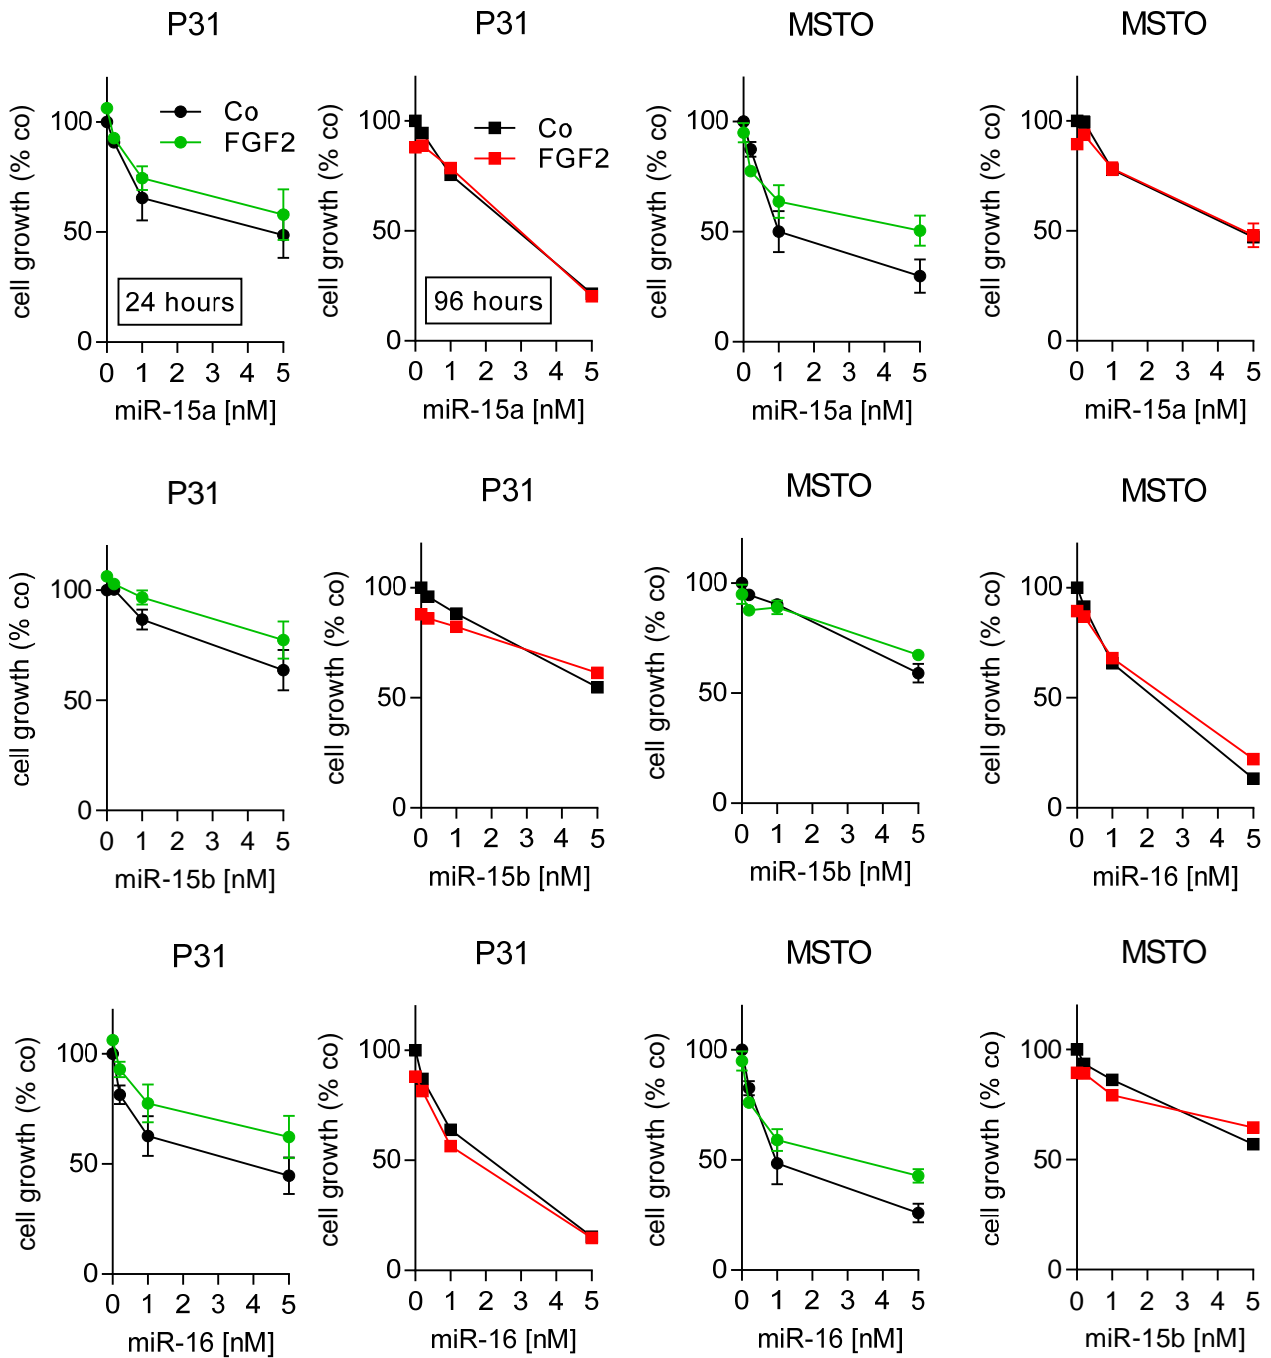 P31 P31 MSTO MSTO
cell growth (% co) 100 50 0 Co FGF2 24 hours
0 1 2 3 4 5
miR-15a [nM]
cell growth (% co) 100 50 0 Co FGF2 96 hours
0 1 2 3 4 5
miR-15a [nM]
cell growth (% co) 100 50 0
0 1 2 3 4 5
miR-15a [nM]
cell growth (% co) 100 50 0
0 1 2 3 4 5
miR-15a [nM]
P31 P31 MSTO MSTO
cell growth (% co) 100 50 0
0 1 2 3 4 5
miR-15b [nM]
cell growth (% co) 100 50 0
0 1 2 3 4 5
miR-15b [nM]
cell growth (% co) 100 50 0
0 1 2 3 4 5
miR-15b [nM]
cell growth (% co) 100 50 0
0 1 2 3 4 5
miR-16 [nM]
P31 P31 MSTO MSTO
cell growth (% co) 100 50 0
0 1 2 3 4 5
miR-16 [nM]
cell growth (% co) 100 50 0
0 1 2 3 4 5
miR-16 [nM]
cell growth (% co) 100 50 0
0 1 2 3 4 5
miR-16 [nM]
cell growth (% co) 100 50 0
0 1 2 3 4 5
miR-15b [nM]